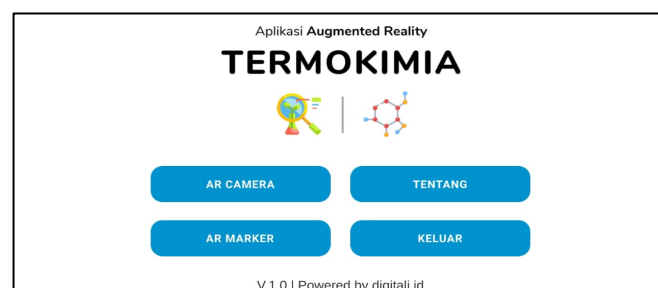 Aplikasi Augmented Reality
TERMOKIMIA
AR CAMERA
TENTANG
AR MARKER
KELUAR
V.1.0 | Powered by digitali.id